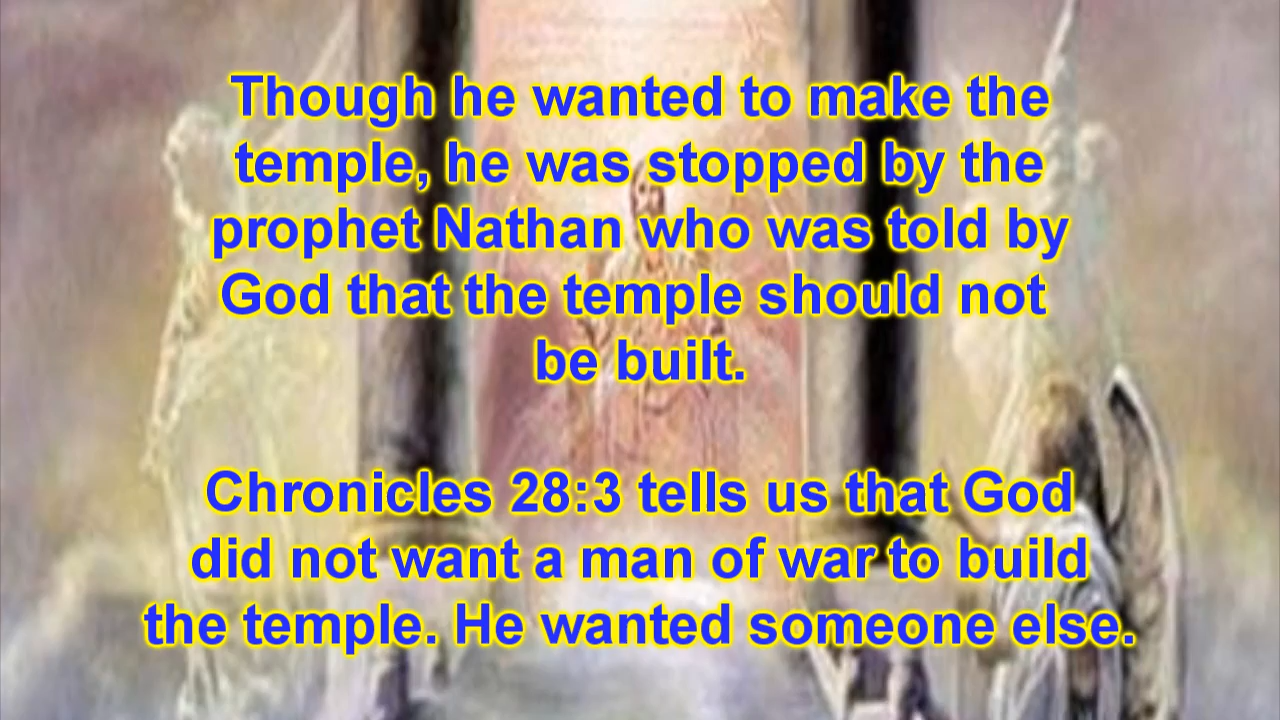 Though he wanted to make the
temple, he was stopped by the
prophet Nathan who was told by
God that the temple should not
be built.
Chronicles 28:3 tells us that God
did not want a man of war to build
the temple. He wanted someone else.